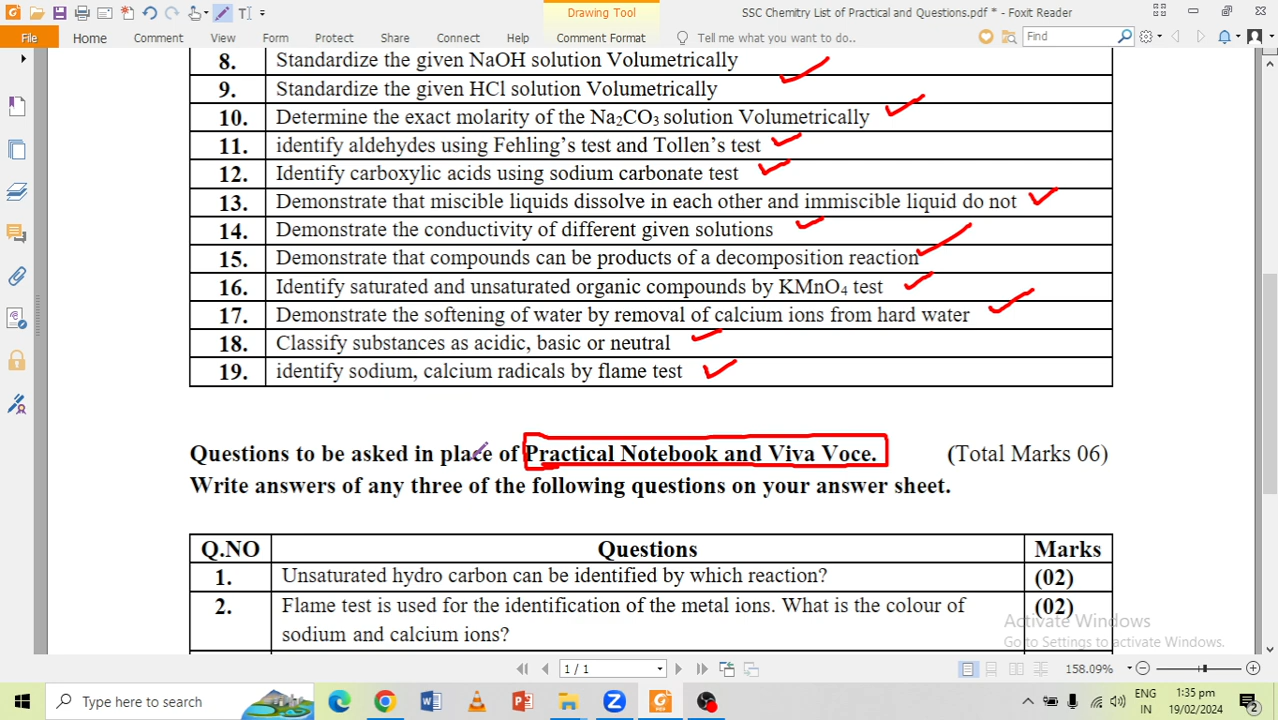 Drawing Tool
SSC Chemitry List of Practical and Questions.pdf * - Foxit Reader
File Home Comment View Form Protect Share Connect Help Comment Format Tell me what you want to do.. Find
8. Standardize the given NaOH solution Volumetrically
9. Standardize the given HCl solution Volumetrically
10. Determine the exact molarity of the Na₂CO₃ solution Volumetrically
11. identify aldehydes using Fehling's test and Tollen's test
12. Identify carboxylic acids using sodium carbonate test
13. Demonstrate that miscible liquids dissolve in each other and immiscible liquid do not
14. Demonstrate the conductivity of different given solutions
15. Demonstrate that compounds can be products of a decomposition reaction
16. Identify saturated and unsaturated organic compounds by KMnO₄ test
17. Demonstrate the softening of water by removal of calcium ions from hard water
18. Classify substances as acidic, basic or neutral
19. identify sodium, calcium radicals by flame test
Questions to be asked in place of Practical Notebook and Viva Voce. (Total Marks 06)
Write answers of any three of the following questions on your answer sheet.
Q.NO Questions Marks
1. Unsaturated hydro carbon can be identified by which reaction? (02)
2. Flame test is used for the identification of the metal ions. What is the colour of (02)
sodium and calcium ions?
Activate Windows
Go to Settings to activate Windows.
1 / 1 158.09%
Type here to search
ENG
IN
1:35 pm
19/02/2024
2